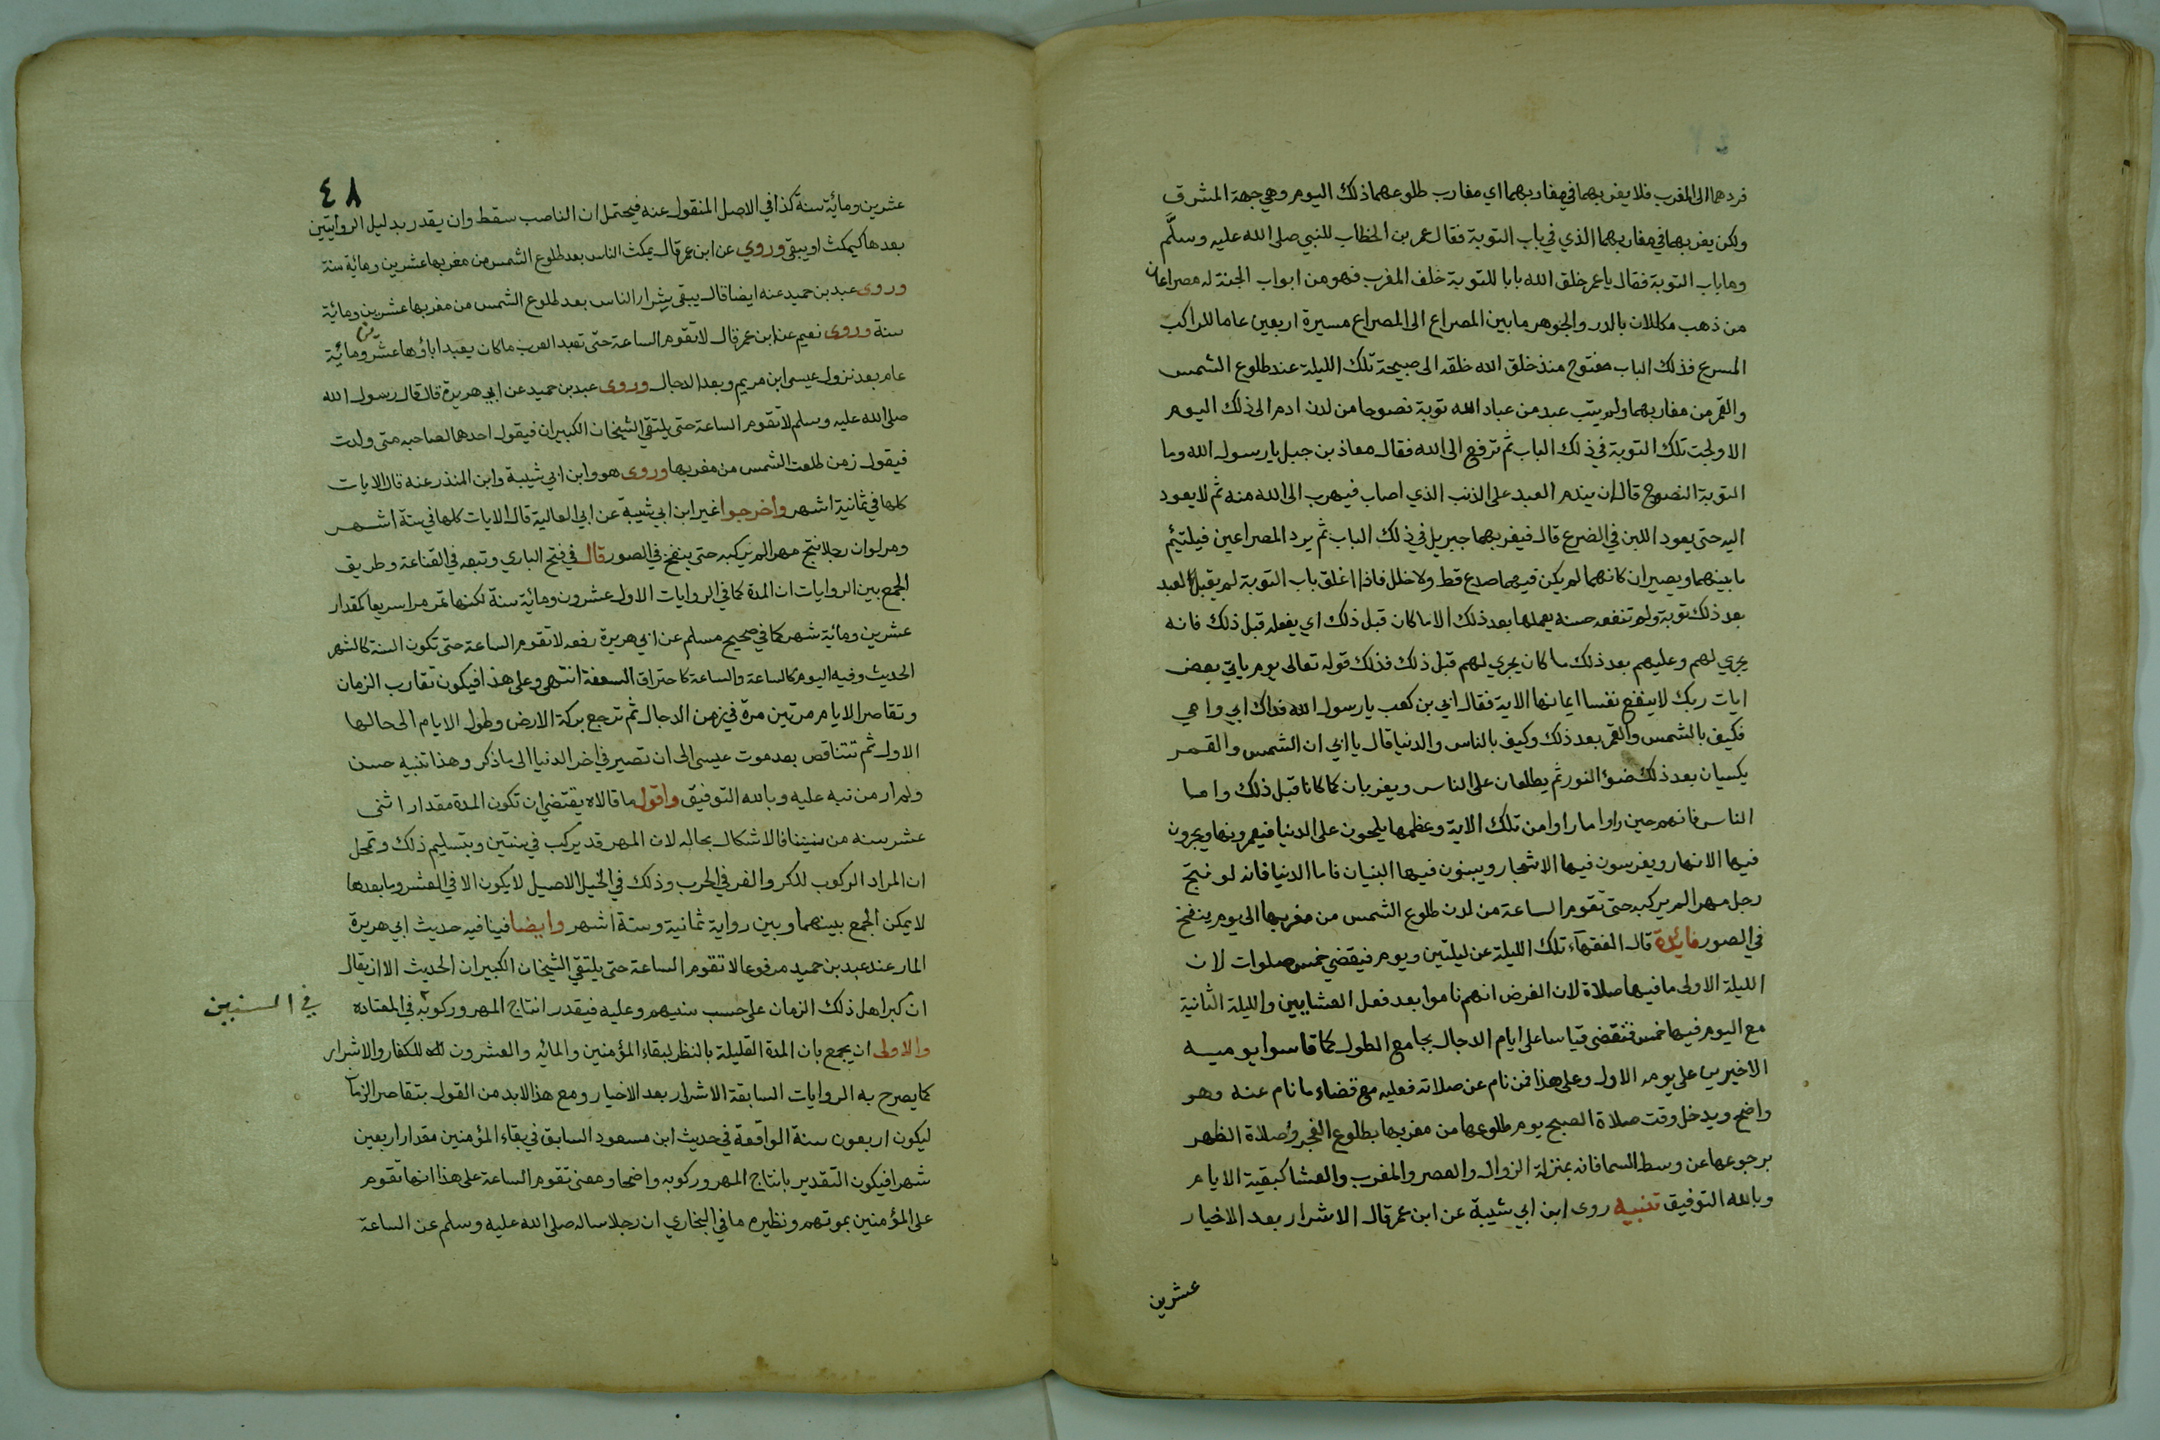 فردهما الى المغرب فلا يغربهما في مغاربهما اي مغارب طلوعهما ذلك اليوم وهي جهة المشرق
ولكن يغربهما في مغاربهما الذي في باب التوبة فقال عمر بن الخطاب للنبي صلى الله عليه وسلم
وما باب التوبة فقال يا عمر خلق الله بابا للتوبة خلف المغرب فهو من ابواب الجنة له مصراعان
من ذهب مكللان بالدر والجوهر ما بين المصراع الى المصراع مسيرة اربعين عاما للراكب
المسرع فذلك الباب مفتوح منذ خلق الله خلقه الى صبيحة تلك الليلة عند طلوع الشمس
والقمر من مغاربهما ولم يتب عبد من عباد الله توبة نصوحا من لدن ادم الى ذلك اليوم
الا ولجت تلك التوبة في ذلك الباب ثم ترفع الى الله فقال معاذ بن جبل يا رسول الله وما
التوبة النصوح قال ان يندم العبد على الذنب الذي اصاب فيهرب الى الله منه ثم لا يعود
اليه حتى يعود اللبن في الضرع قال فيغربهما جبريل في ذلك الباب ثم يرد المصراعين فيلتئم
ما بينهما ويصيران كانهما لم يكن فيهما صدع قط ولا خلل فاذا اغلق باب التوبة لم يقبل لعبد
بعد ذلك توبة ولم تنفعه حسنه يعملها بعد ذلك الا ما كان قبل ذلك اي يفعله قبل ذلك فانه
يجري لهم وعليهم بعد ذلك ما كان يجري لهم قبل ذلك فذلك قوله تعالى يوم ياتي بعض
ايات ربك لا ينفع نفسا ايمانها الاية فقال ابي بن كعب يا رسول الله فداك ابي وامي
فكيف بالشمس والقمر بعد ذلك وكيف بالناس والدنيا قال يا ابي ان الشمس والقمر
يكسيان بعد ذلك ضوٴ النور ثم يطلعان على الناس ويغربان كما كانا قبل ذلك واما
الناس فانهم حين راوا ما راوا من تلك الاية وعظمها يلحون على الدنيا فيعمرونها ويجرون
فيها الانهار ويغرسون فيها الاشجار ويبنون فيها البنيان فاما الدنيا فانه لو نتج
رجل مهرا لم يركبه حتى تقوم الساعة من لدن طلوع الشمس من مغربها الى يوم ينفخ
في الصور فائدة قال الفقهآء تلك الليلة عن ليلتين ويوم فيقضي خمس صلوات لان
الليلة الاولى ما فيها صلاة لان الفرض انهم ناموا بعد فعل العشايين والليلة الثانية
مع اليوم فيها خمس فتقضى قياسا على ايام الدجال بجامع الطول كما قاسوا يوميه
الاخيرين على يومه الاول وعلى هذا فمن نام عن صلاته فعليه مع قضاء ما نام عنه وهو
واضح ويدخل وقت صلاة الصبح يوم طلوعها من مغربها بطلوع الفجر وصلاة الظهر
برجوعها عن وسط السما فانه بمنزلة الزوال والعصر والمغرب والعشا كبقية الايام
وبالله التوفيق تنبيه روى ابن ابي شيبة عن ابن عمر قال الاشرار بعد الاخيار
عشرين
٤٨
عشرين ومائة سنة كذا في الاصل المنقول عنه فيحتمل ان الناصب سقط وان يقدر بدليل الروايتين
بعدها كيمكث او يبقى وروي عن ابن عمر قال يمكث الناس بعد طلوع الشمس من مغربها عشرين ومائة سنة
وروى عبد بن حميد عنه ايضا قال يبقى شرار الناس بعد طلوع الشمس من مغربها عشرين ومائة
سنة وروى نعيم عن ابن عمر قال لا تقوم الساعة حتى تعبد العرب ما كان يعبد اباؤها عشرين ومائة
عام بعد نزول عيسى ابن مريم وبعد الدجال وروى عبد بن حميد عن ابي هريرة قال قال رسول الله
صلى الله عليه وسلم لا تقوم الساعة حتى يلتقي الشيخان الكبيران فيقول احدهما لصاحبه متى ولدت
فيقول زمن طلعت الشمس من مغربها وروى هو وابن ابي شيبة وابن المنذر عنه قال الايات
كلها في ثمانية اشهر واخرجوا غير ابن ابي شيبة عن ابي العالية قال الايات كلها في ستة اشهر
ومر لو ان رجلا نتج مهرا لم يركبه حتى ينفخ في الصور قال في فتح الباري وتبعه في القناعة وطريق
الجمع بين الروايات ان المدة كما في الروايات الاول عشرون ومائة سنة لكنها تمر مرا سريعا كمقدار
عشرين ومائة شهر كما في صحيح مسلم عن ابي هريرة رفعه لا تقوم الساعة حتى تكون السنة كالشهر
الحديث وفيه اليوم كالساعة والساعة كاحتراق السعفة انتهى وعلى هذا فيكون تقارب الزمان
وتقاصر الايام مرتين مرة في زمن الدجال ثم ترجع بركة الارض وطول الايام الى حالها
الاول ثم تتناقص بعد موت عيسى الى ان تصير في اخر الدنيا الى ما ذكر وهذا تنبيه حسن
ولم ار من نبه عليه وبالله التوفيق واقول ما قالاه يقتضي ان تكون المدة مقدار اثني
عشر سنه من سنيننا فالاشكال بحاله لان المهر قد يركب في سنتين وبتسليم ذلك وتمحل
ان المراد الركوب للكر والفر في الحرب وذلك في الخيل الاصيل لا يكون الا في العشر وما بعدها
لا يمكن الجمع بينهما وبين رواية ثمانية وستة اشهر وايضا فينافيه حديث ابي هريرة
المار عند عبد بن حميد مرفوعا لا تقوم الساعة حتى يلتقي الشيخان الكبيران الحديث الا ان يقال
ان كبر اهل ذلك الزمان على حسب سنيهم وعليه فيقدر انتاج المهر وركوبه في المعتاده
في السنين
والاولى ان يجمع بان المدة القليلة بالنظر لبقاء المؤمنين والمائه والعشرون للكفار والاشرار
كما يصرح به الروايات السابقة الاشرار بعد الاخيار ومع هذا لا بد من القول بتقاصر الزمان
ليكون اربعون سنة الواقعة في حديث ابن مسعود السابق في بقاء المؤمنين مقدار اربعين
شهرا فيكون التقدير بانتاج المهر وركوبه واضحا ومعنى تقوم الساعة على هذا انها تقوم
على المؤمنين بموتهم ونظيره ما في البخاري ان رجلا ساله صلى الله عليه وسلم عن الساعة